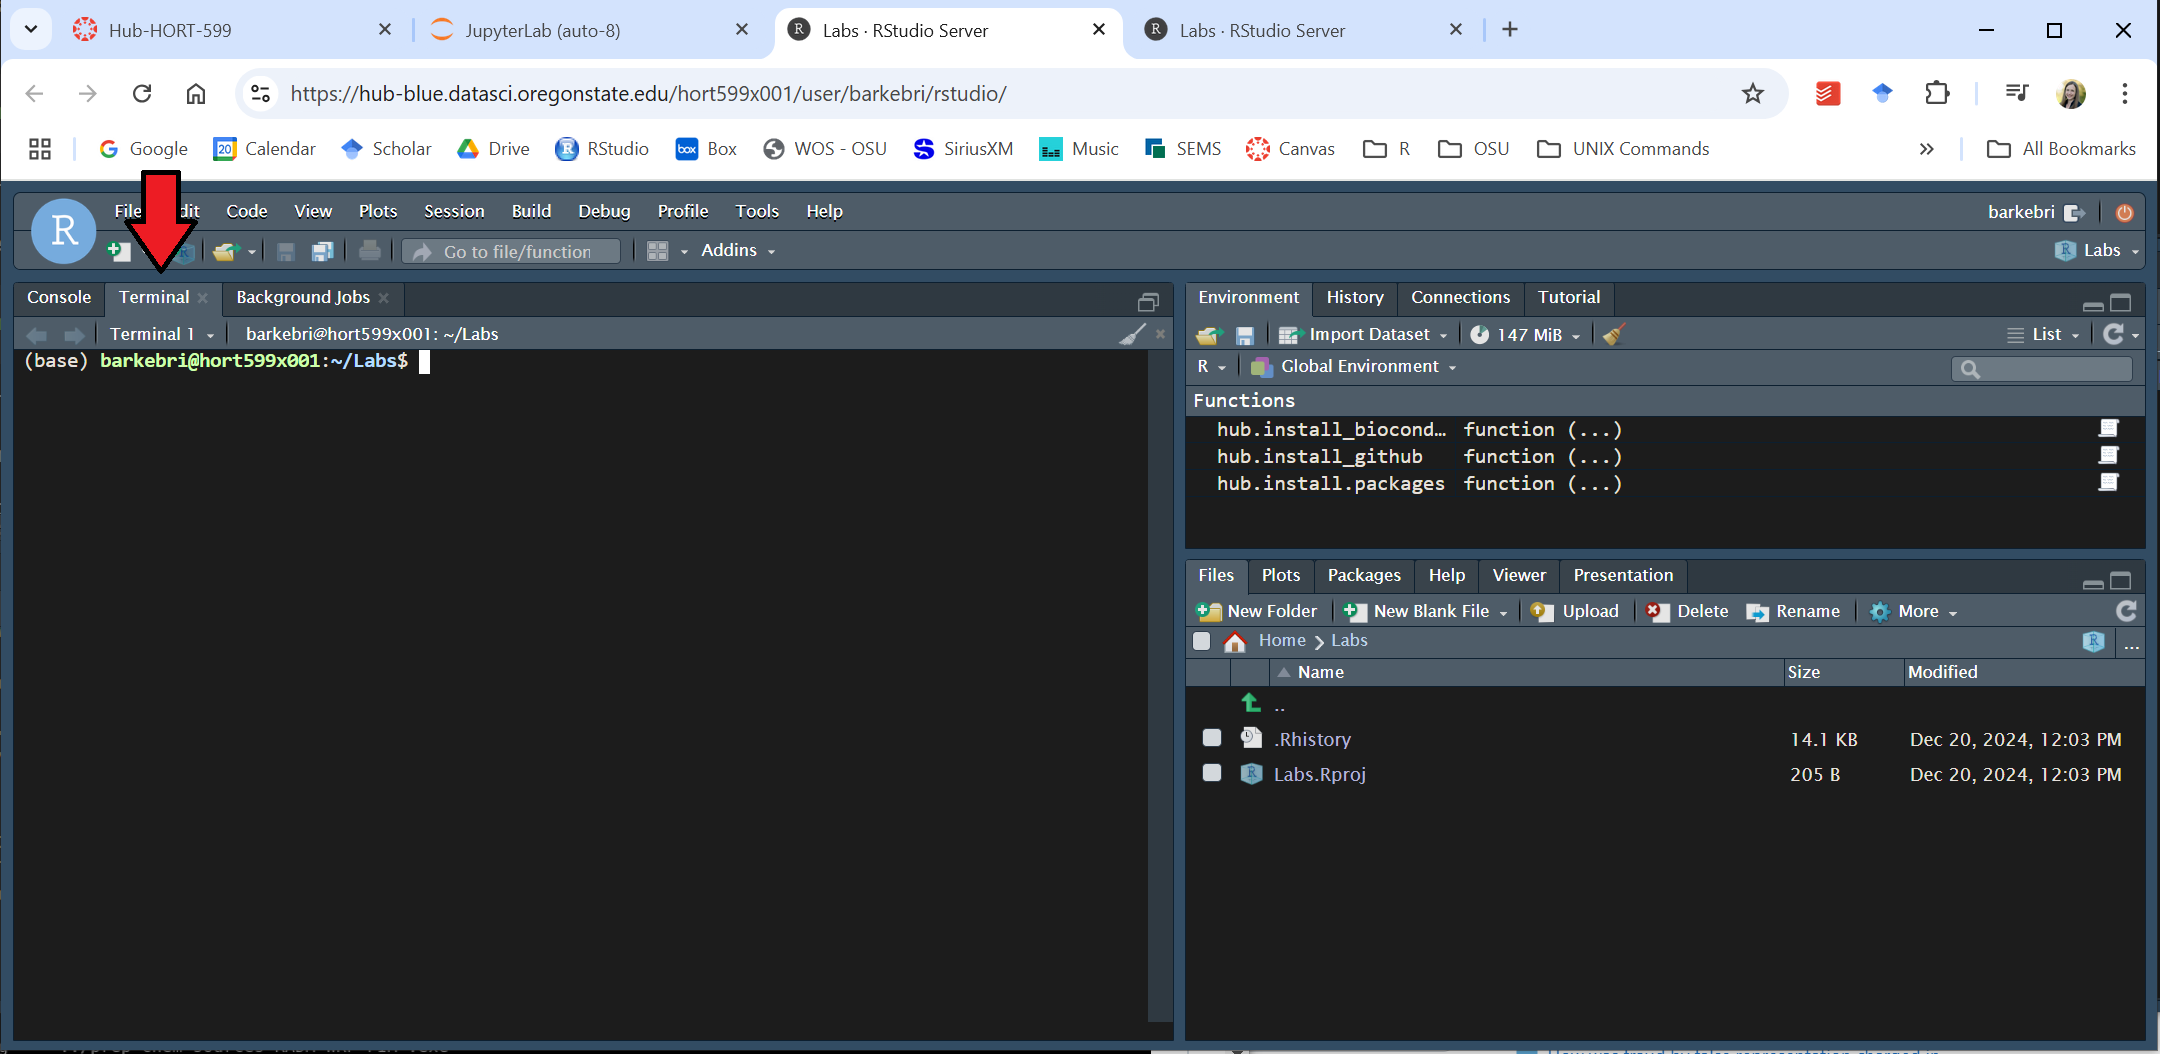 Hub-HORT-599
JupyterLab (auto-8)
Labs · RStudio Server
Labs · RStudio Server
https://hub-blue.datasci.oregonstate.edu/hort599x001/user/barkebri/rstudio/
Google
20
Calendar
Scholar
Drive
RStudio
box
Box
WOS - OSU
SiriusXM
Music
SEMS
Canvas
R
OSU
UNIX Commands
All Bookmarks
R
File
Code
View
Plots
Session
Build
Debug
Profile
Tools
Help
barkebri
Go to file/function
Addins
Labs
Console
Terminal
Background Jobs
Terminal 1
barkebri@hort599x001: ~/Labs
(base) barkebri@hort599x001:~/Labs$
Environment
History
Connections
Tutorial
Import Dataset
147 MiB
List
R
Global Environment
Functions
hub.install_biocond… function (...)
hub.install_github function (...)
hub.install.packages function (...)
Files
Plots
Packages
Help
Viewer
Presentation
New Folder
New Blank File
Upload
Delete
Rename
More
Home
Labs
...
Name
Size
Modified
..
.Rhistory 14.1 KB Dec 20, 2024, 12:03 PM
Labs.Rproj 205 B Dec 20, 2024, 12:03 PM